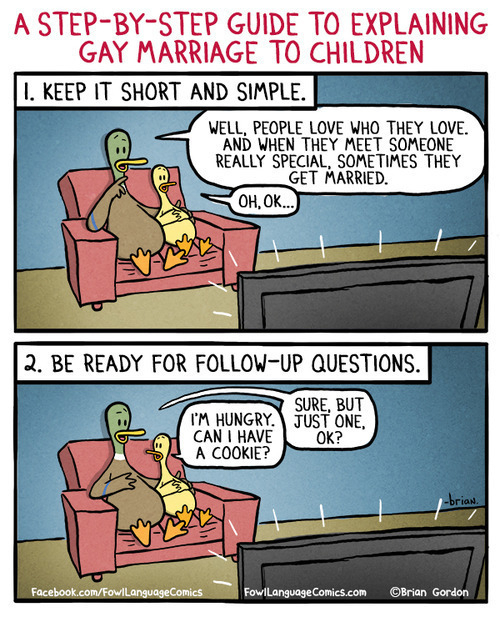 A STEP-BY-STEP GUIDE TO EXPLAINING
GAY MARRIAGE TO CHILDREN
1. KEEP IT SHORT AND SIMPLE.
WELL, PEOPLE LOVE WHO THEY LOVE.
AND WHEN THEY MEET SOMEONE
REALLY SPECIAL, SOMETIMES THEY
GET MARRIED.
OH, OK...
2. BE READY FOR FOLLOW-UP QUESTIONS.
I'M HUNGRY.
CAN I HAVE
A COOKIE?
SURE, BUT
JUST ONE,
OK?
-brian.
Facebook.com/FowlLanguageComics
FowlLanguageComics.com
©Brian Gordon